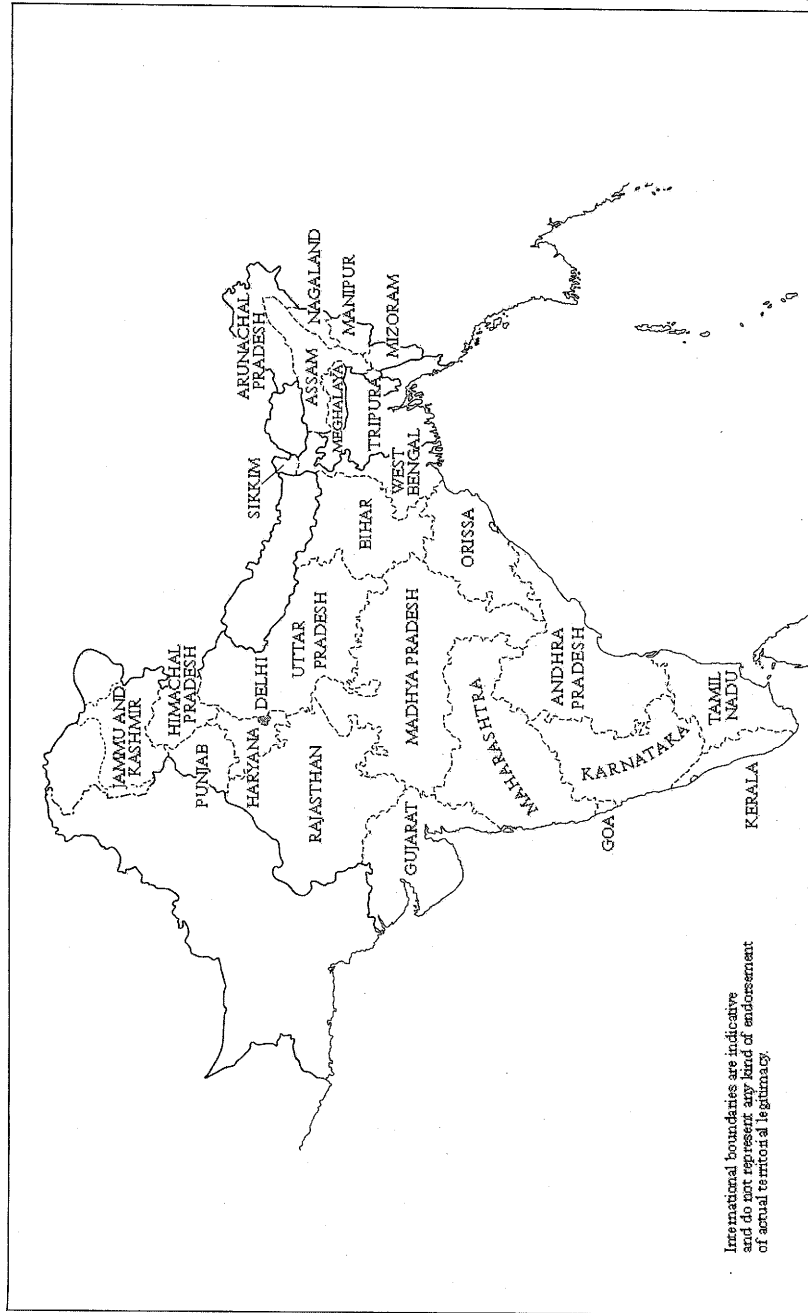 JAMMU AND
KASHMIR
HIMACHAL
PRADESH
PUNJAB
HARYANA
DELHI
RAJASTHAN
UTTAR
PRADESH
SIKKIM
ARUNACHAL
PRADESH
ASSAM
NAGALAND
MEGHALAYA
MANIPUR
TRIPURA
MIZORAM
BIHAR
WEST
BENGAL
GUJARAT
MADHYA PRADESH
ORISSA
MAHARASHTRA
ANDHRA
PRADESH
GOA
KARNATAKA
KERALA
TAMIL
NADU
International boundaries are indicative
and do not represent any kind of endorsement
of actual territorial legitimacy.